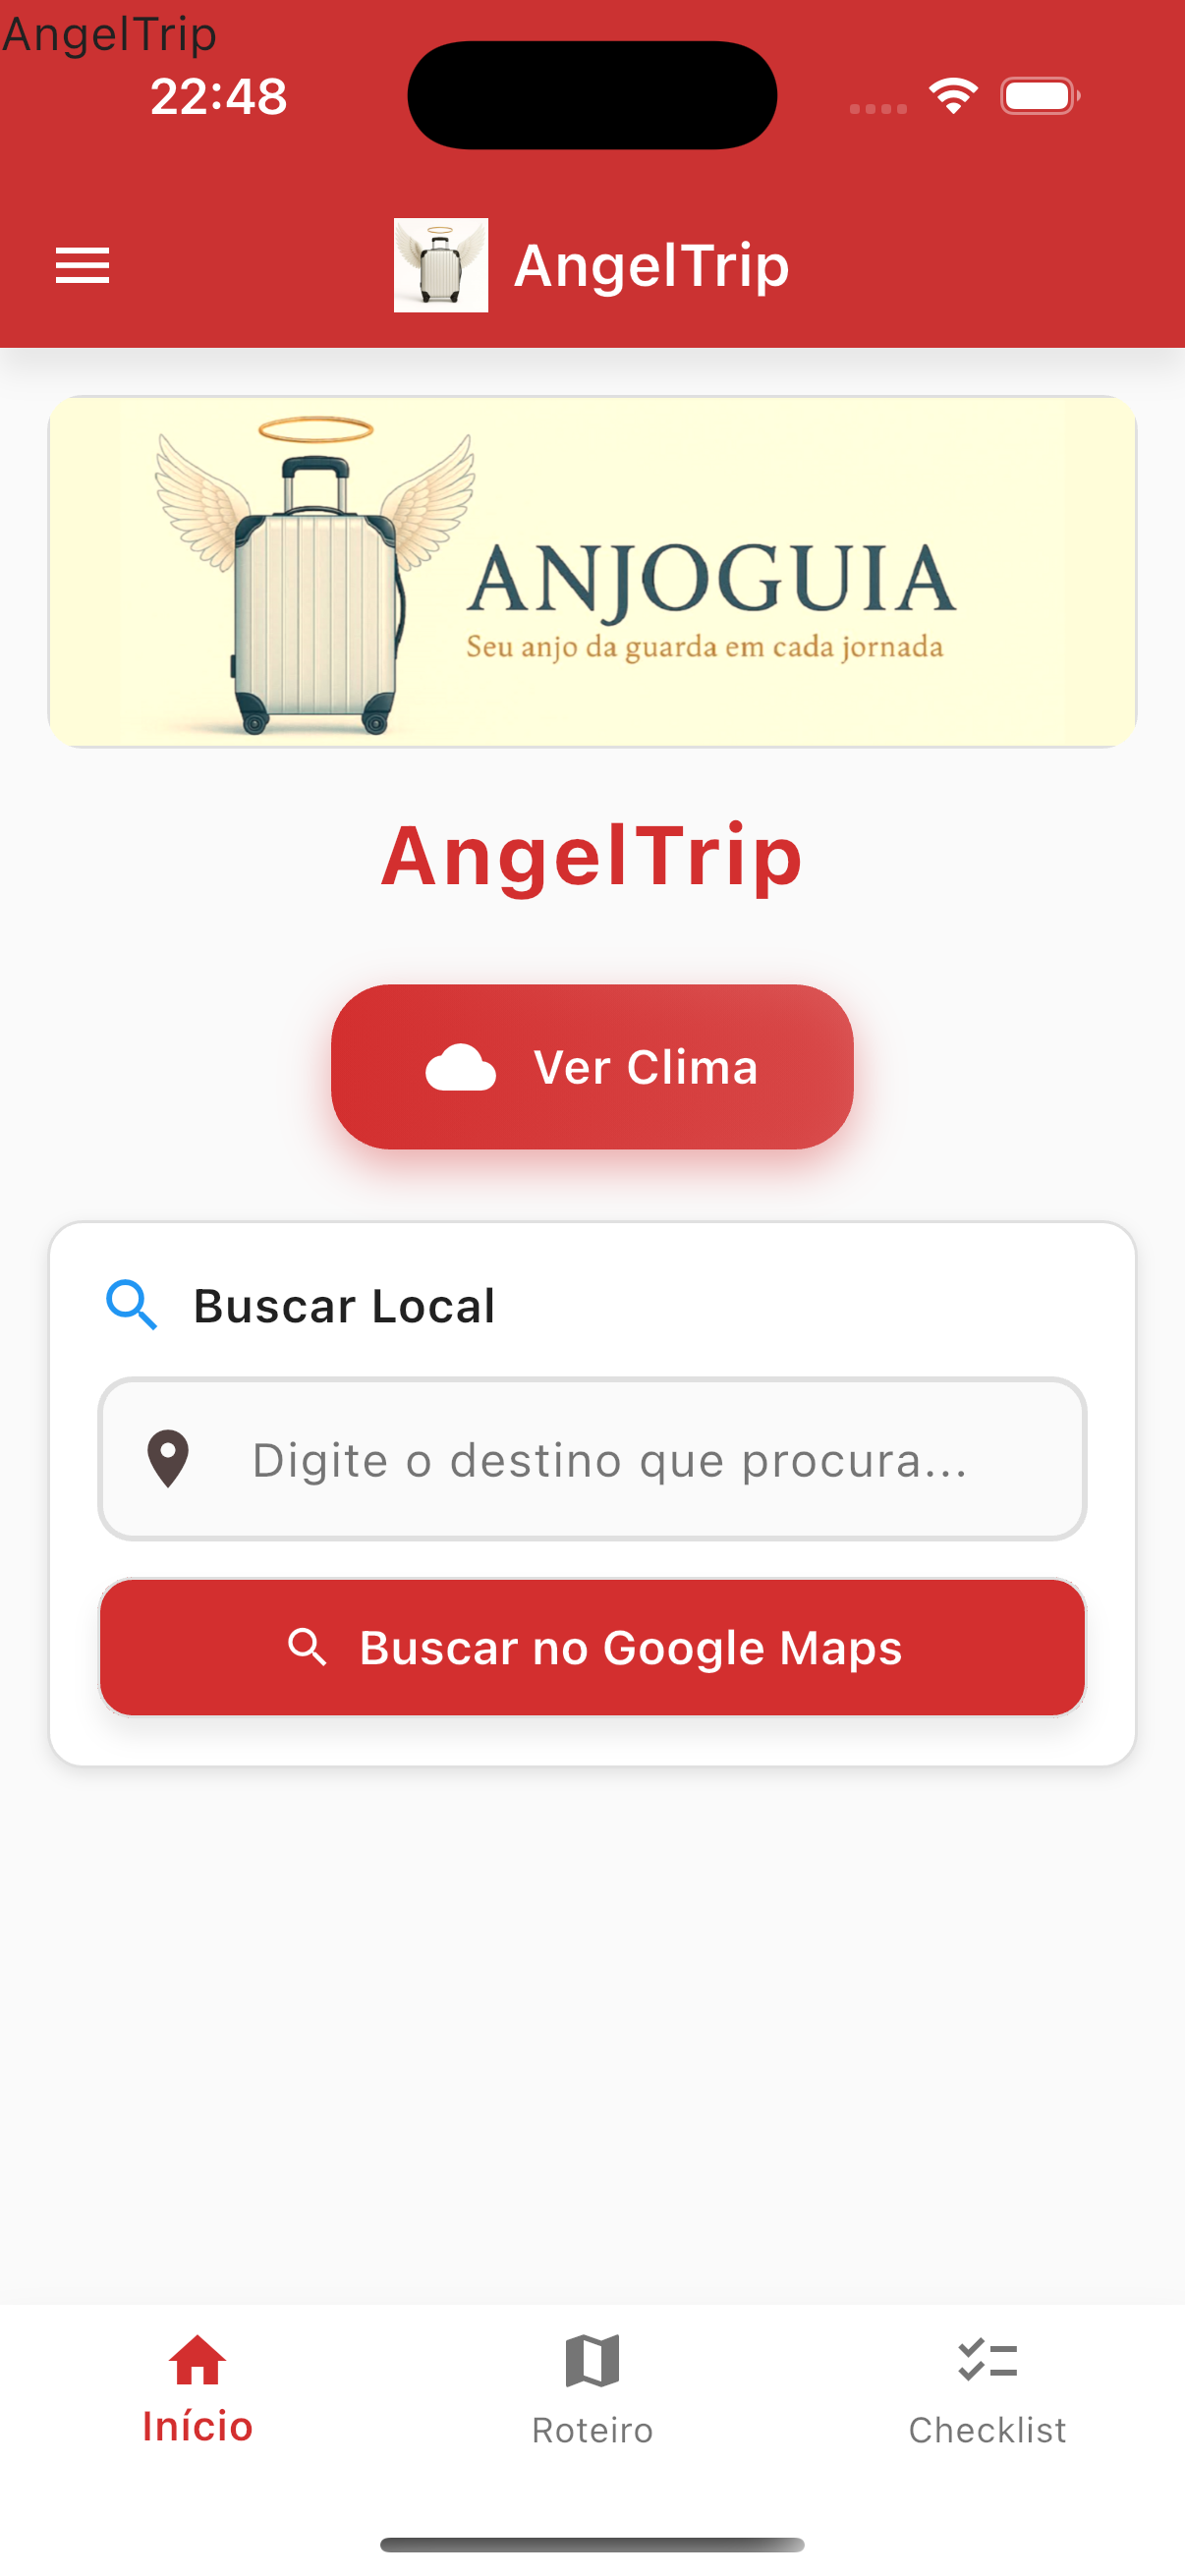 AngelTrip
22:48
AngelTrip
ANJOGUIA
Seu anjo da guarda em cada jornada
AngelTrip
Ver Clima
Buscar Local
Digite o destino que procura...
Buscar no Google Maps
Início
Roteiro
Checklist